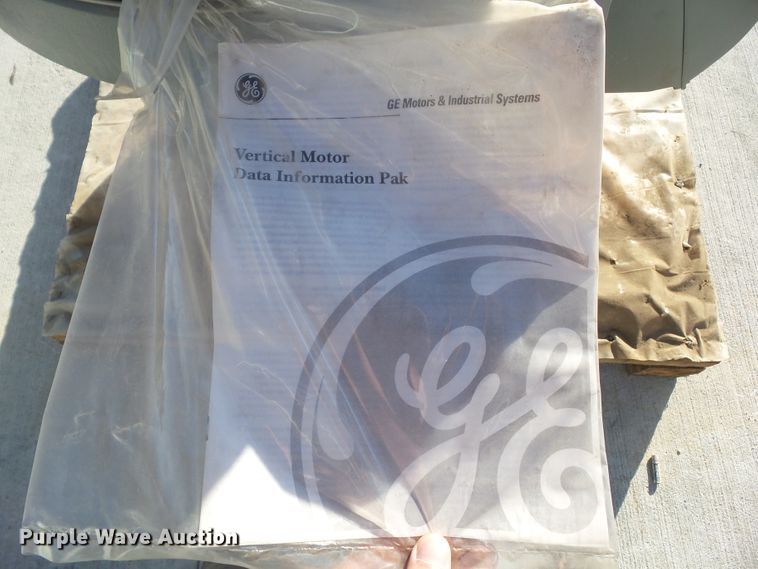 GE
GE Motors & Industrial Systems
Vertical Motor
Data Information Pak
GE
Purple Wave Auction